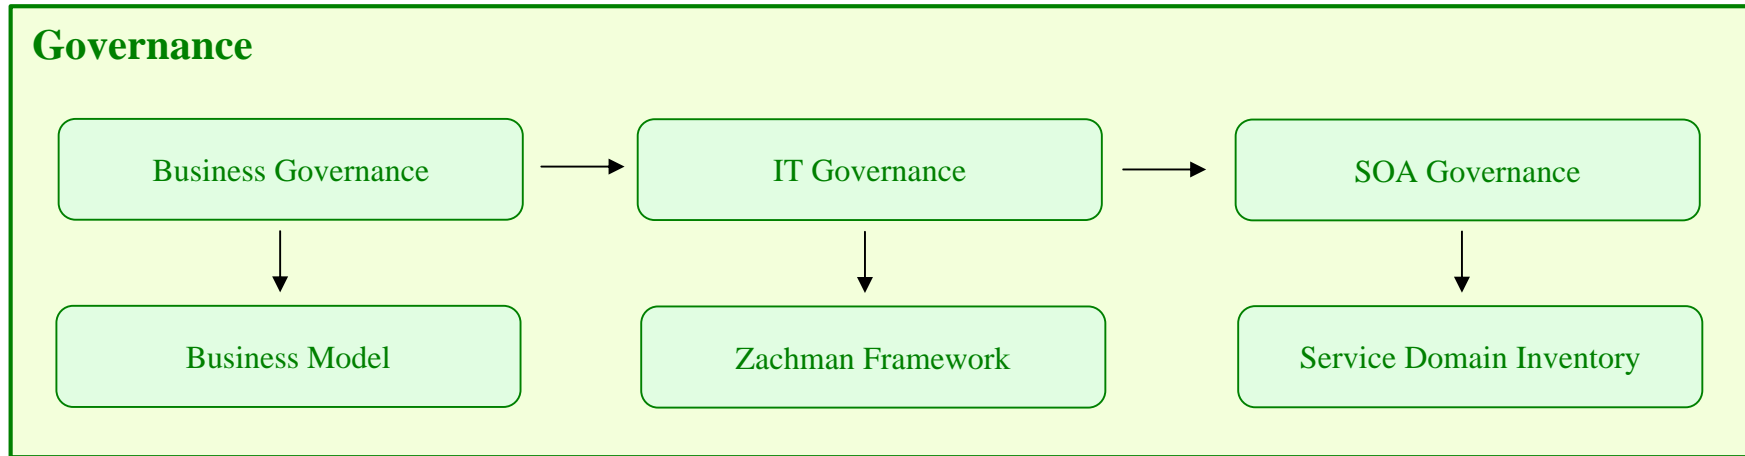 Governance
Business Governance
IT Governance
SOA Governance
Business Model
Zachman Framework
Service Domain Inventory